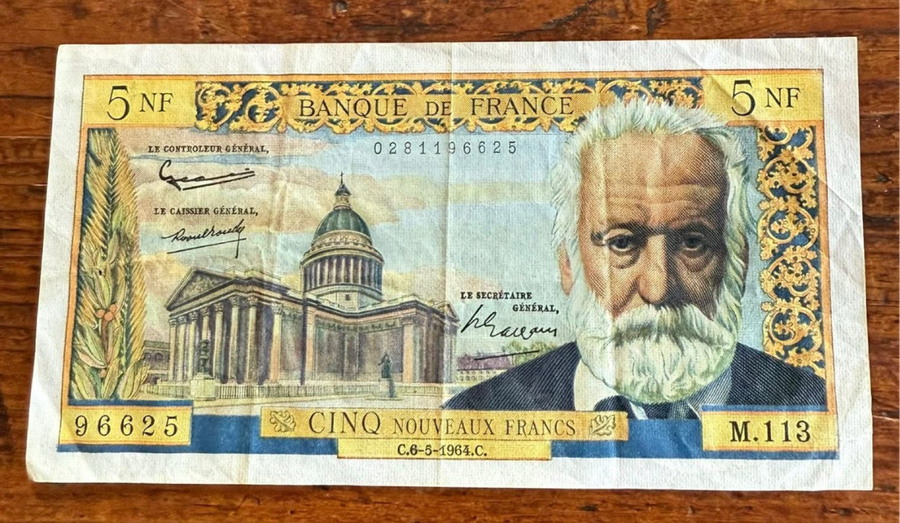 5 NF BANQUE DE FRANCE 5 NF
0281196625
LE CONTROLEUR GÉNÉRAL,
LE CAISSIER GÉNÉRAL,
LE SECRÉTAIRE
GÉNÉRAL,
96625 CINQ NOUVEAUX FRANCS M.113
C.6-5-1964.C.